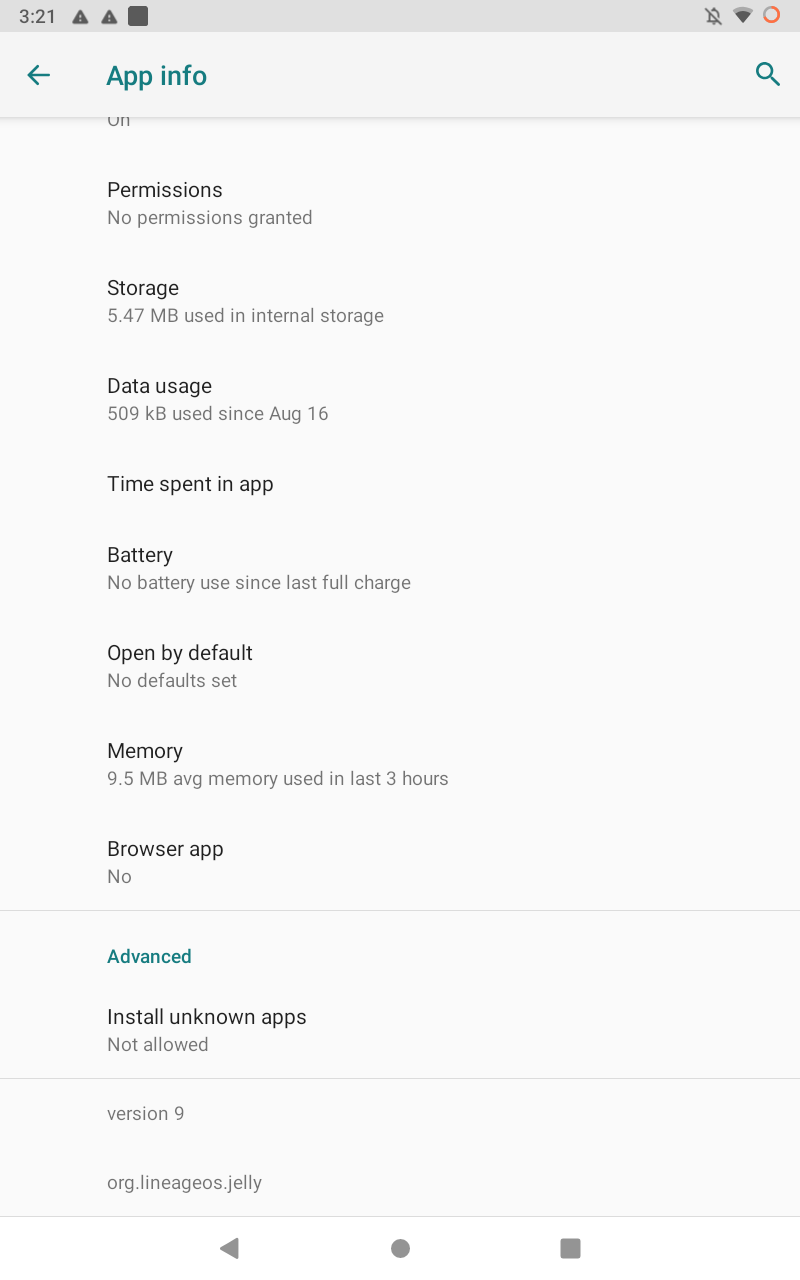 3:21
App info
On
Permissions
No permissions granted
Storage
5.47 MB used in internal storage
Data usage
509 kB used since Aug 16
Time spent in app
Battery
No battery use since last full charge
Open by default
No defaults set
Memory
9.5 MB avg memory used in last 3 hours
Browser app
No
Advanced
Install unknown apps
Not allowed
version 9
org.lineageos.jelly